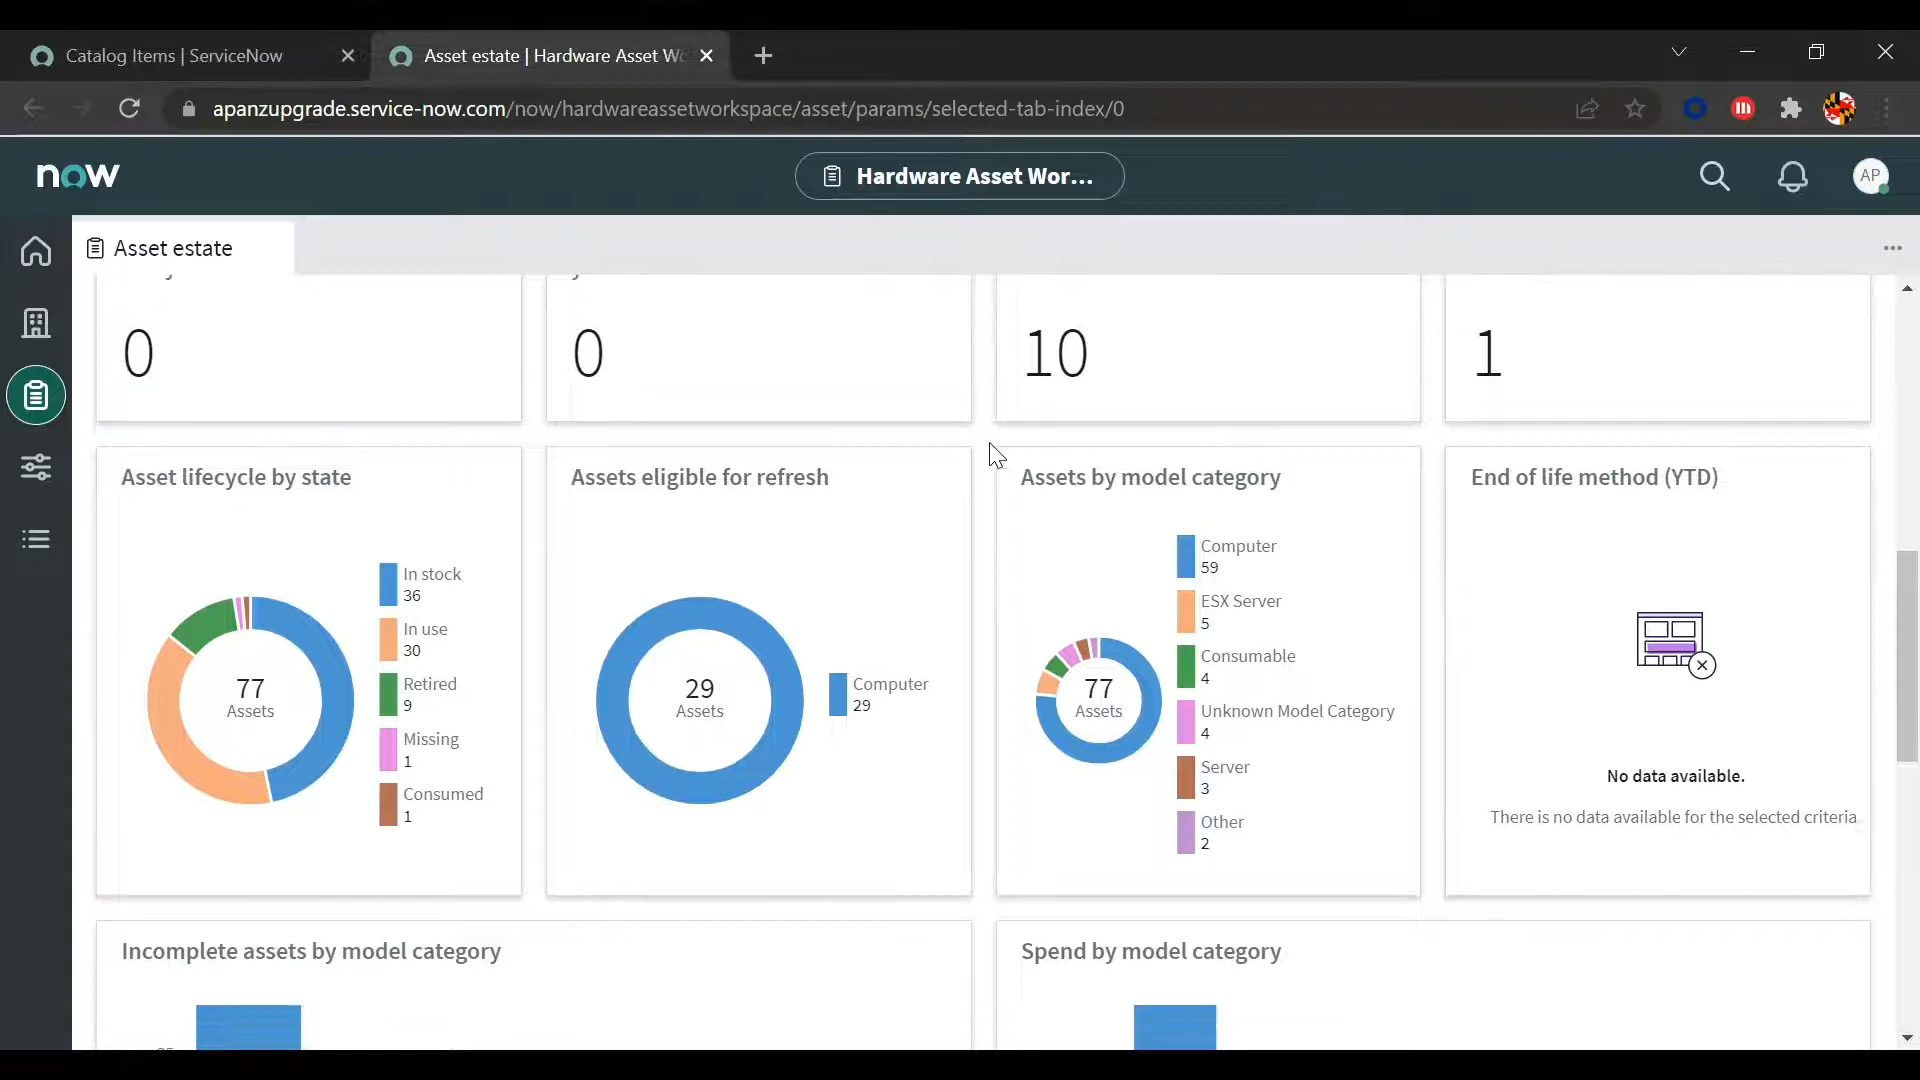 Catalog Items | ServiceNow
Asset estate | Hardware Asset Wo
apanzupgrade.service-now.com/now/hardwareassetworkspace/asset/params/selected-tab-index/0
now
Hardware Asset Wor...
AP
Asset estate
0
0
10
1
Asset lifecycle by state
77
Assets
In stock
36
In use
30
Retired
9
Missing
1
Consumed
1
Assets eligible for refresh
29
Assets
Computer
29
Assets by model category
77
Assets
Computer
59
ESX Server
5
Consumable
4
Unknown Model Category
4
Server
3
Other
2
End of life method (YTD)
No data available.
There is no data available for the selected criteria
Incomplete assets by model category
Spend by model category